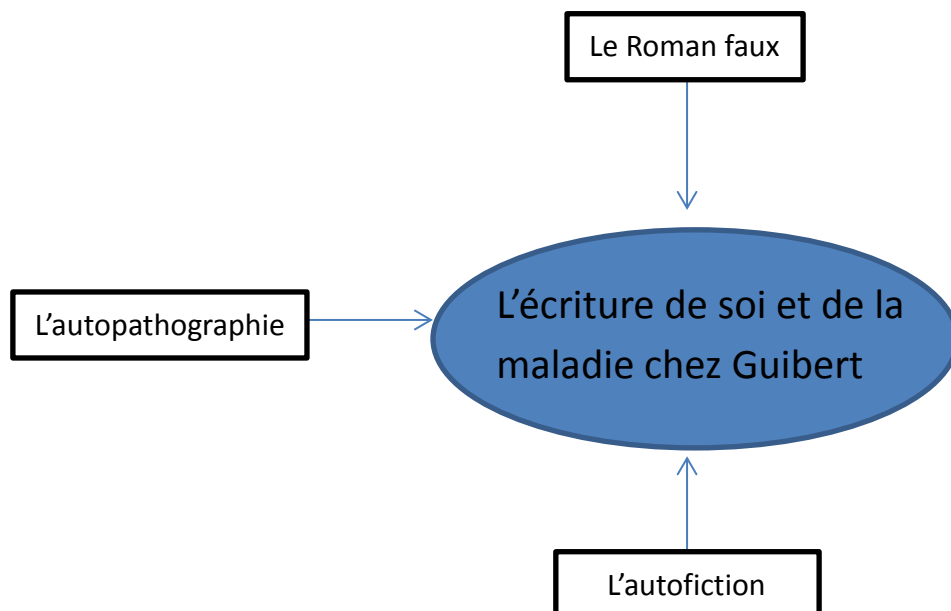 Le Roman faux
L'autopathographie
L'écriture de soi et de la
maladie chez Guibert
L'autofiction